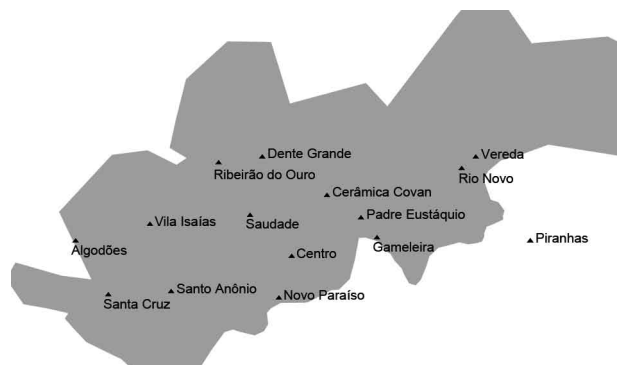 Dente Grande
Vereda
Ribeirão do Ouro
Rio Novo
Cerâmica Covan
Vila Isaías
Saudade
Padre Eustáquio
Algodões
Gameleira
Piranhas
Centro
Santa Cruz
Santo Anônio
Novo Paraíso